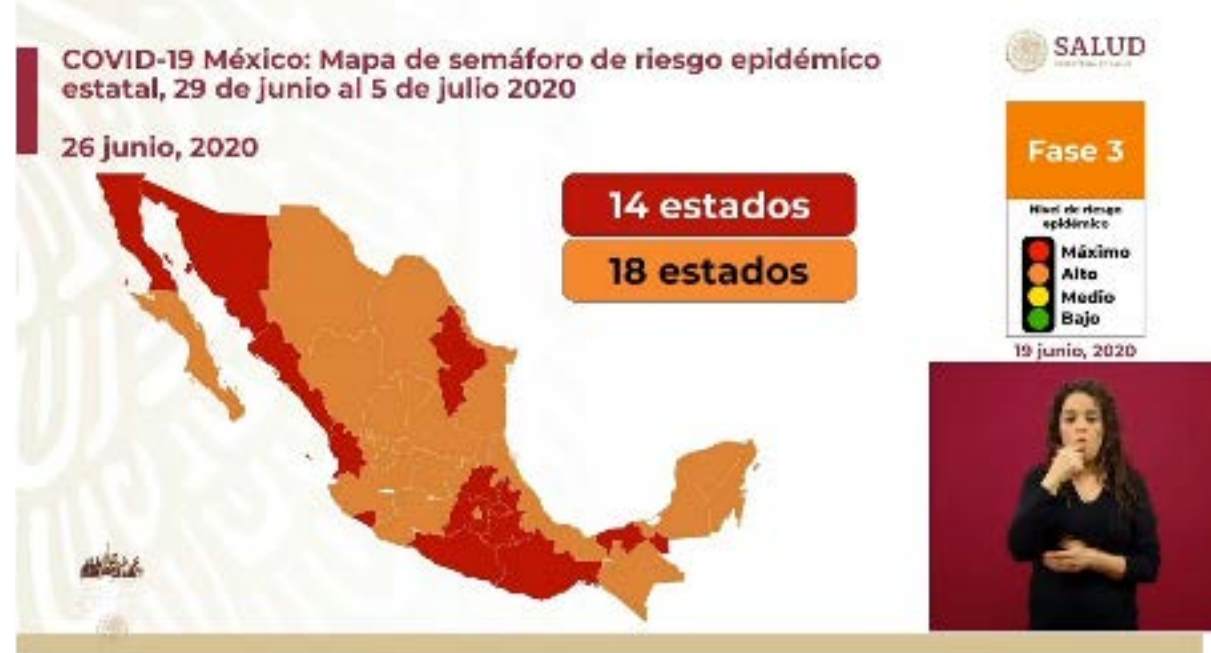 COVID-19 México: Mapa de semáforo de riesgo epidémico
estatal, 29 de junio al 5 de julio 2020
26 junio, 2020
14 estados
18 estados
SALUD
Fase 3
Nivel de riesgo
epidémico
Máximo
Alto
Medio
Bajo
19 junio, 2020